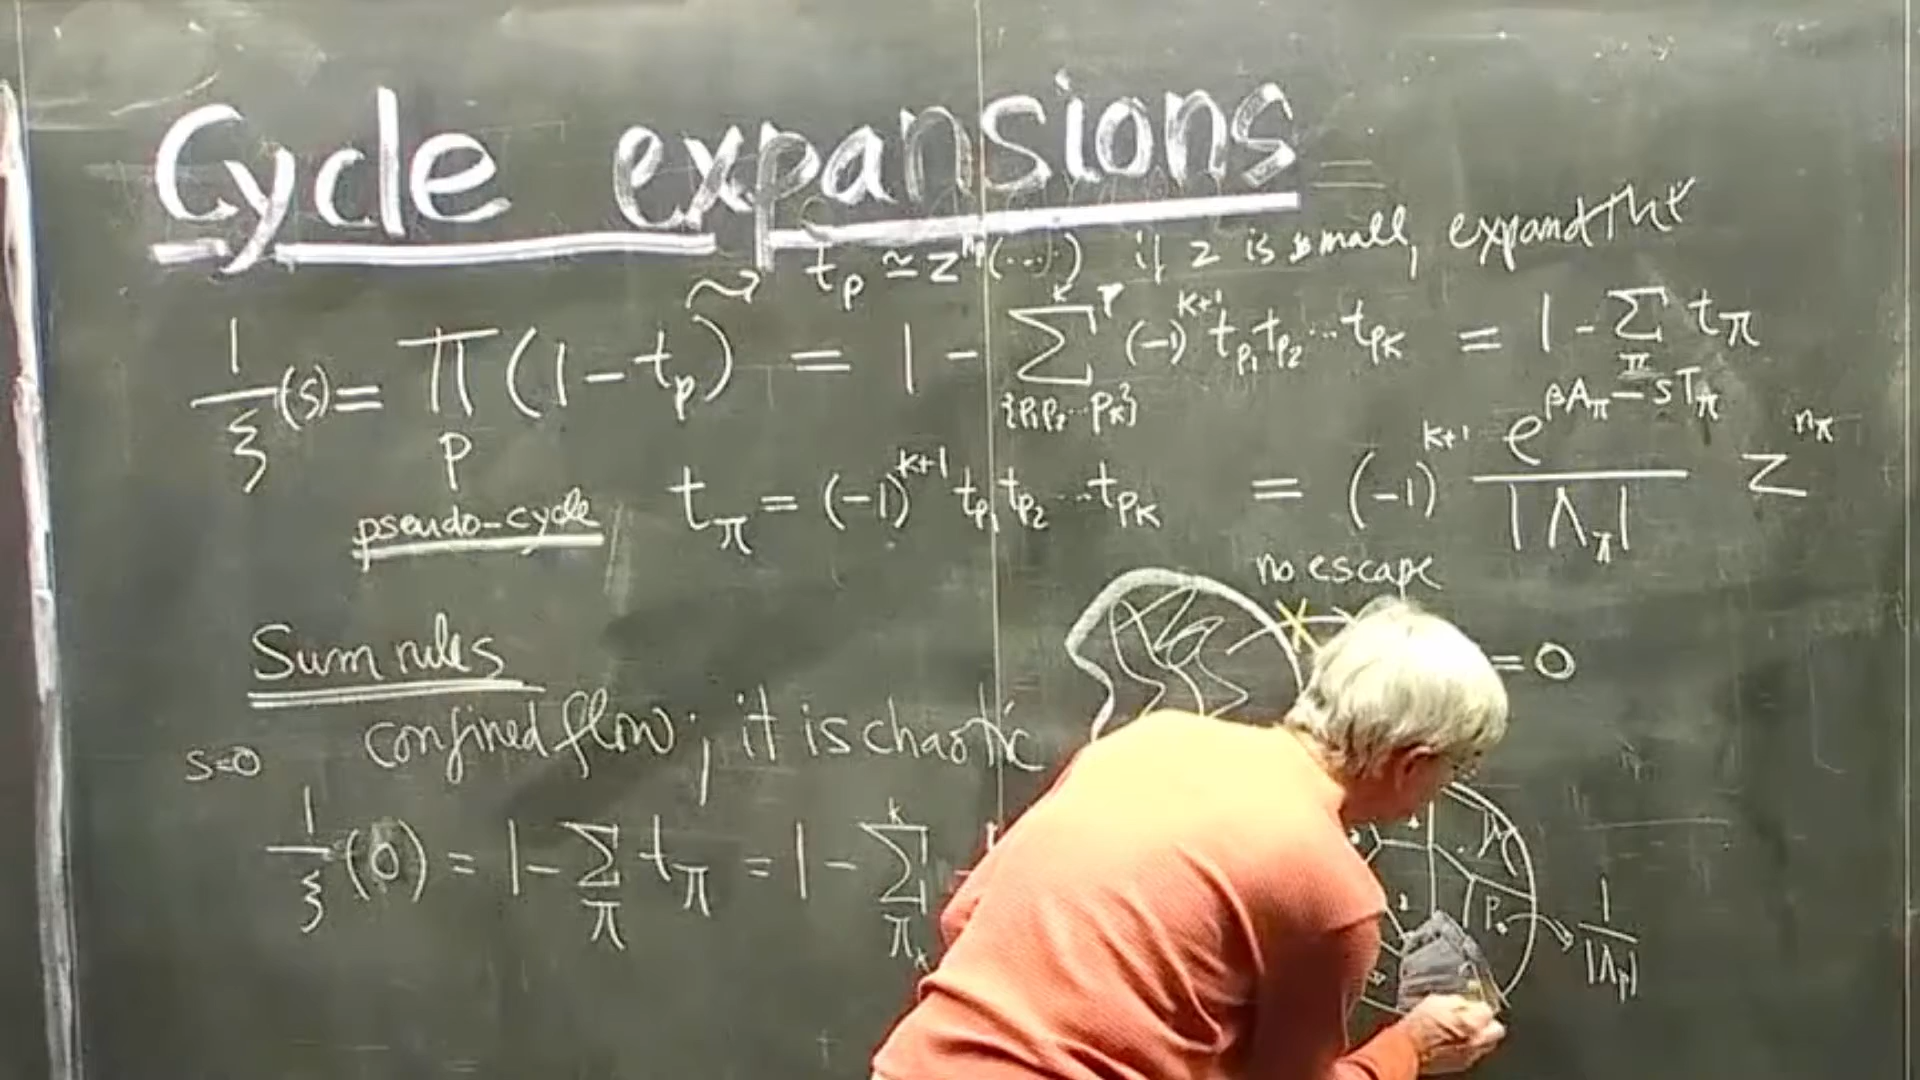 Cycle expansions
t_p ≃ z^{n_p}(...) if z is small, expand the
1/ξ (s) = π_p (1 - t_p) = 1 - Σ'_{{p_1 p_2 ... p_k}} (-1)^{k+1} t_{p_1} t_{p_2} ... t_{p_k} = 1 - Σ_π t_π
pseudo-cycle t_π = (-1)^{k+1} t_{p_1} t_{p_2} ... t_{p_k} = (-1)^{k+1} e^{βA_π - sT_π} / |Λ_π| z^{n_π}
no escape
Sum rules = 0
confined flow; it is chaotic
s=0
1/ξ (0) = 1 - Σ_π t_π = 1 - Σ_π
M
P. 1/|Λ_p|